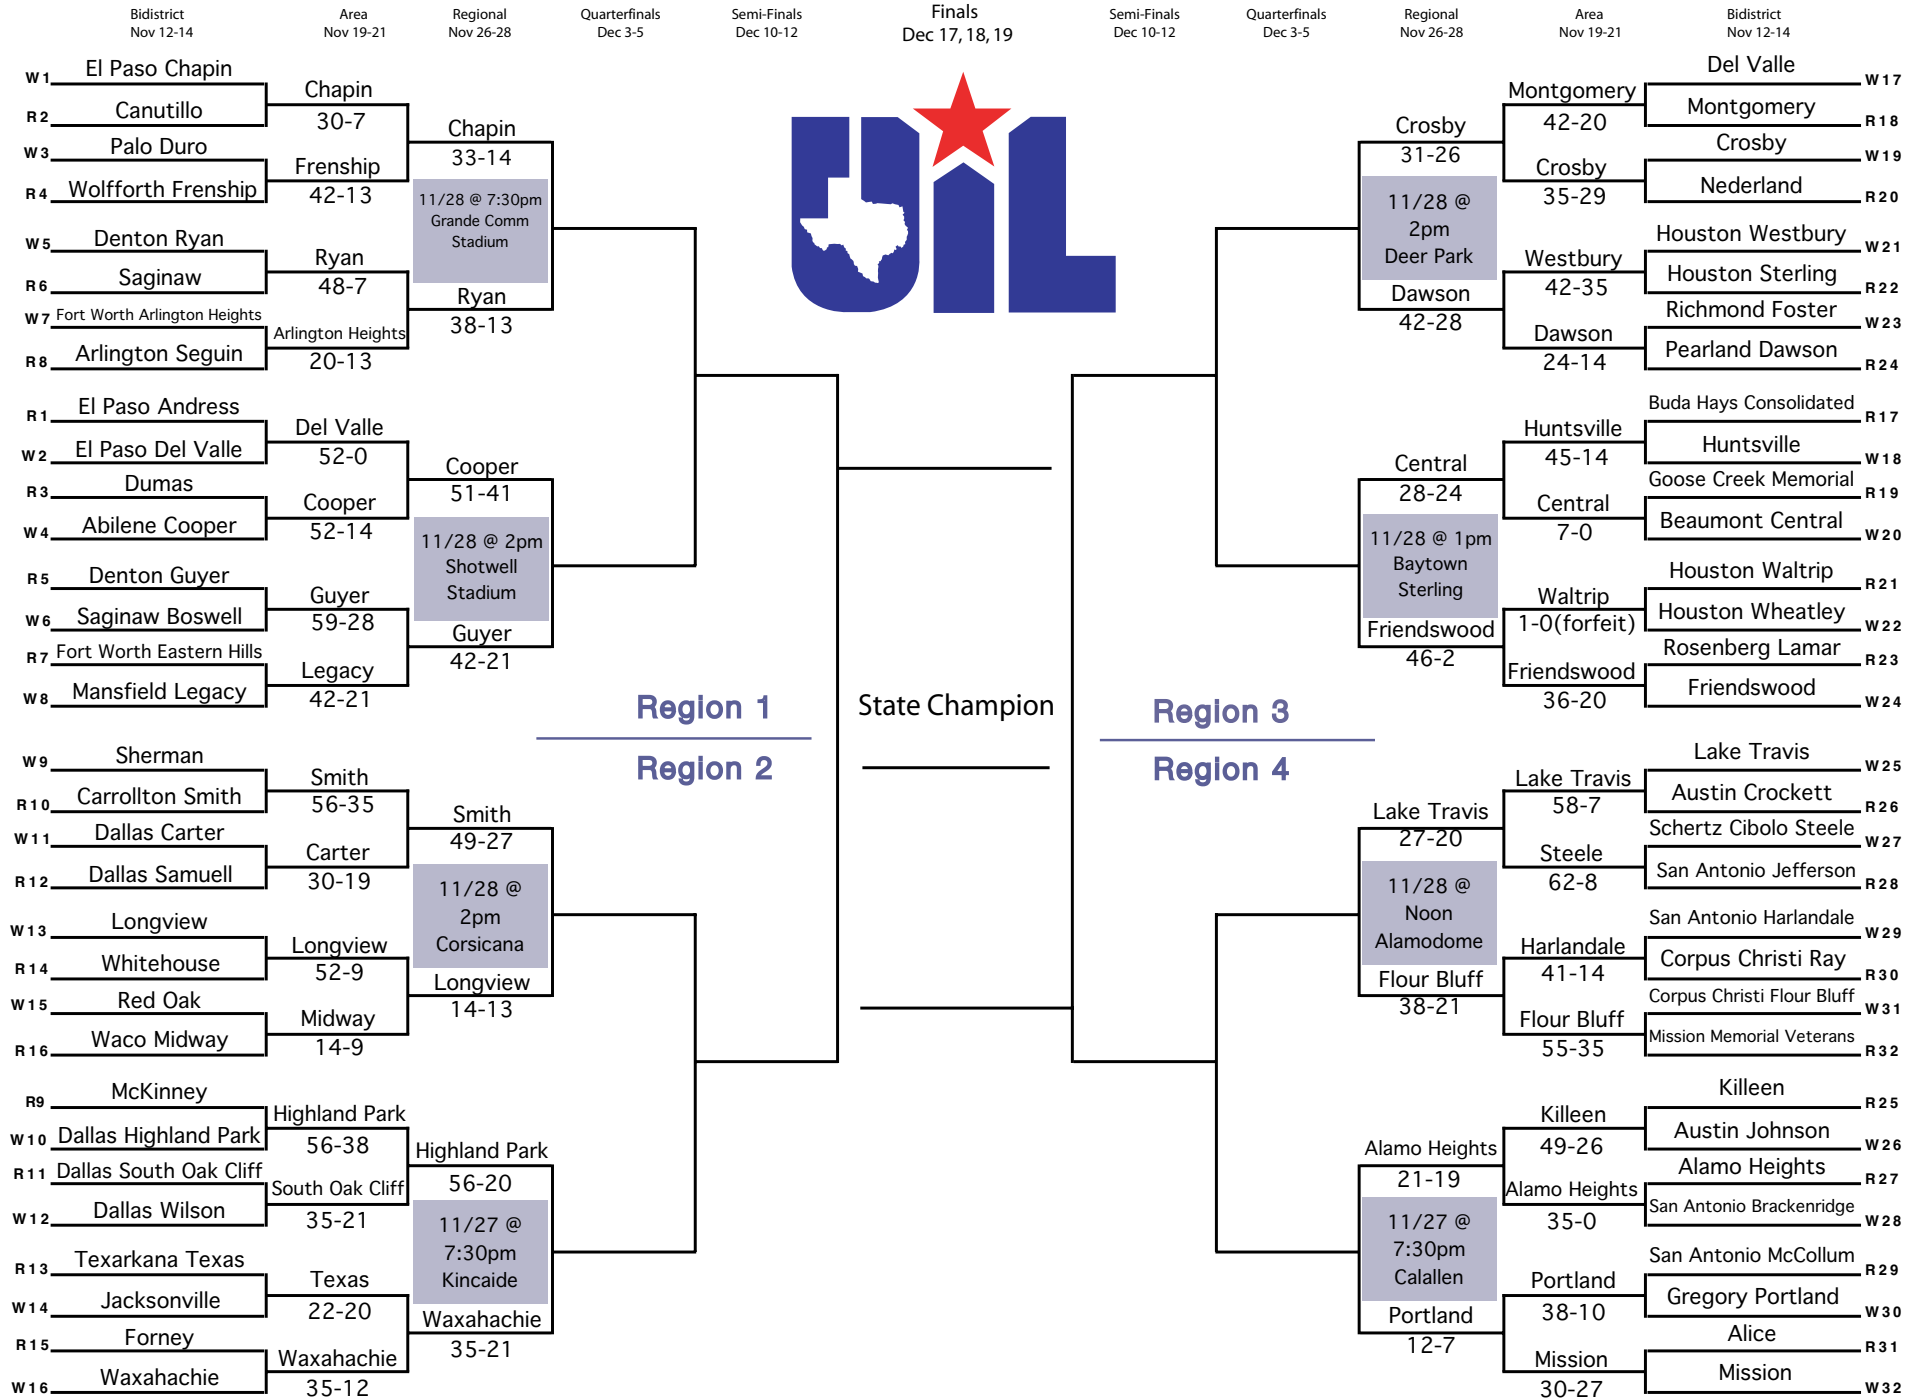 Bidistrict
Nov 12-14
Area
Nov 19-21
Regional
Nov 26-28
Quarterfinals
Dec 3-5
Semi-Finals
Dec 10-12
Finals
Dec 17, 18, 19
Semi-Finals
Dec 10-12
Quarterfinals
Dec 3-5
Regional
Nov 26-28
Area
Nov 19-21
Bidistrict
Nov 12-14
UIL
W1 El Paso Chapin
R2 Canutillo
W3 Palo Duro
R4 Wolfforth Frenship
W5 Denton Ryan
R6 Saginaw
W7 Fort Worth Arlington Heights
R8 Arlington Seguin
R1 El Paso Andress
W2 El Paso Del Valle
R3 Dumas
W4 Abilene Cooper
R5 Denton Guyer
W6 Saginaw Boswell
R7 Fort Worth Eastern Hills
W8 Mansfield Legacy
W9 Sherman
R10 Carrollton Smith
W11 Dallas Carter
R12 Dallas Samuell
W13 Longview
R14 Whitehouse
W15 Red Oak
R16 Waco Midway
R9 McKinney
W10 Dallas Highland Park
R11 Dallas South Oak Cliff
W12 Dallas Wilson
R13 Texarkana Texas
W14 Jacksonville
R15 Forney
W16 Waxahachie
Chapin
30-7
Frenship
42-13
Ryan
48-7
Arlington Heights
20-13
Del Valle
52-0
Cooper
52-14
Guyer
59-28
Legacy
42-21
Smith
56-35
Carter
30-19
Longview
52-9
Midway
14-9
Highland Park
56-38
South Oak Cliff
35-21
Texas
22-20
Waxahachie
35-12
Chapin
33-14
11/28 @ 7:30pm
Grande Comm
Stadium
Ryan
38-13
Cooper
51-41
11/28 @ 2pm
Shotwell
Stadium
Guyer
42-21
Smith
49-27
11/28 @
2pm
Corsicana
Longview
14-13
Highland Park
56-20
11/27 @
7:30pm
Kincaide
Waxahachie
35-21
Region 1
Region 2
State Champion
Region 3
Region 4
Crosby
31-26
11/28 @
2pm
Deer Park
Dawson
42-28
Central
28-24
11/28 @ 1pm
Baytown
Sterling
Friendswood
46-2
Lake Travis
27-20
11/28 @
Noon
Alamodome
Flour Bluff
38-21
Alamo Heights
21-19
11/27 @
7:30pm
Calallen
Portland
12-7
Montgomery
42-20
Crosby
35-29
Westbury
42-35
Dawson
24-14
Huntsville
45-14
Central
7-0
Waltrip
1-0(forfeit)
Friendswood
36-20
Lake Travis
58-7
Steele
62-8
Harlandale
41-14
Flour Bluff
55-35
Killeen
49-26
Alamo Heights
35-0
Portland
38-10
Mission
30-27
Del Valle W17
Montgomery R18
Crosby W19
Nederland R20
Houston Westbury W21
Houston Sterling R22
Richmond Foster W23
Pearland Dawson R24
Buda Hays Consolidated R17
Huntsville W18
Goose Creek Memorial R19
Beaumont Central W20
Houston Waltrip R21
Houston Wheatley W22
Rosenberg Lamar R23
Friendswood W24
Lake Travis W25
Austin Crockett R26
Schertz Cibolo Steele W27
San Antonio Jefferson R28
San Antonio Harlandale W29
Corpus Christi Ray R30
Corpus Christi Flour Bluff W31
Mission Memorial Veterans R32
Killeen R25
Austin Johnson W26
Alamo Heights R27
San Antonio Brackenridge W28
San Antonio McCollum R29
Gregory Portland W30
Alice R31
Mission W32